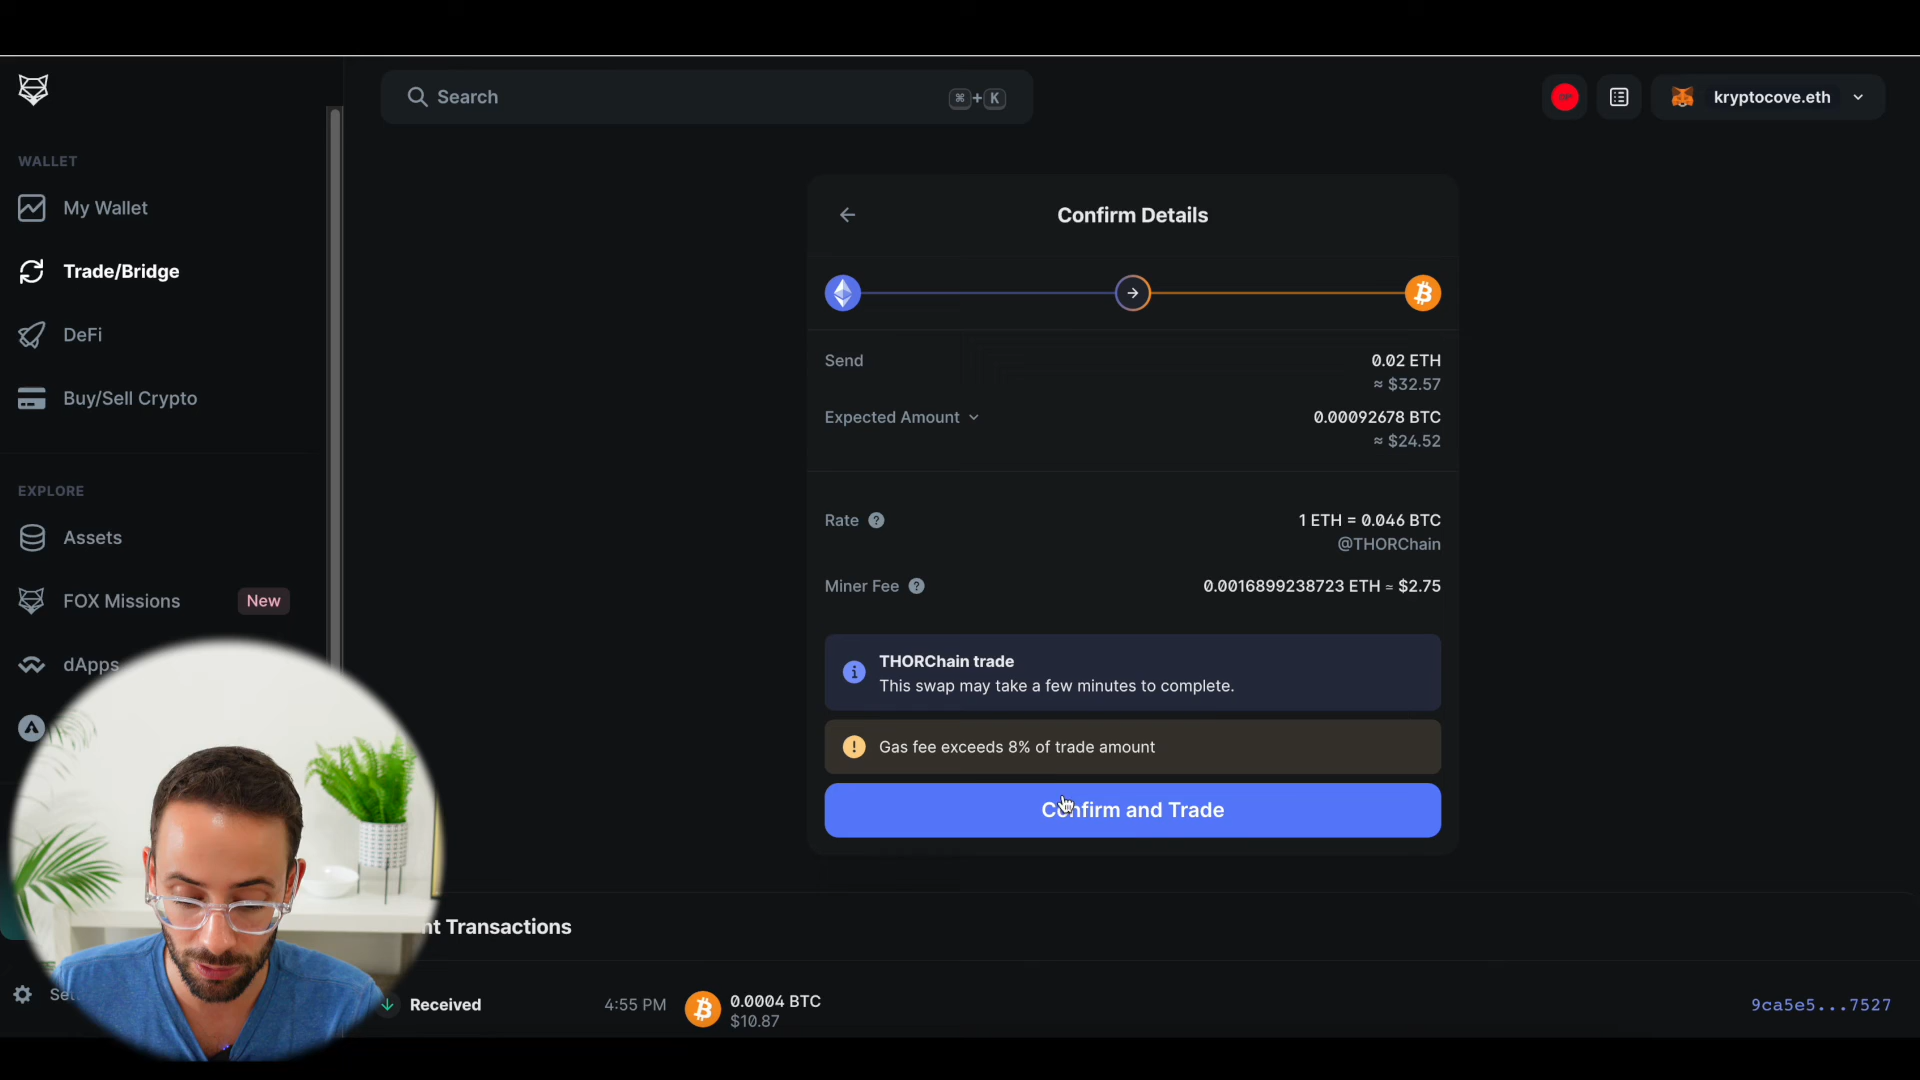 Search
⌘+K
kryptocove.eth
WALLET
My Wallet
Trade/Bridge
DeFi
Buy/Sell Crypto
EXPLORE
Assets
FOX Missions New
dApps
Confirm Details
Send 0.02 ETH
≈ $32.57
Expected Amount 0.00092678 BTC
≈ $24.52
Rate 1 ETH = 0.046 BTC
@THORChain
Miner Fee 0.0016899238723 ETH ≈ $2.75
THORChain trade
This swap may take a few minutes to complete.
Gas fee exceeds 8% of trade amount
Confirm and Trade
nt Transactions
Received 4:55 PM 0.0004 BTC
$10.87
9ca5e5...7527